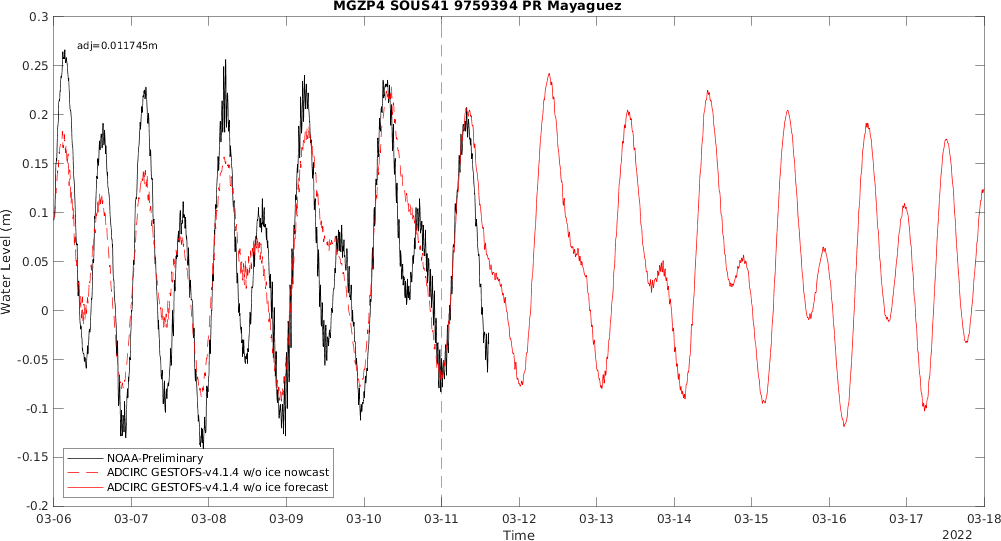 MGZP4 SOUS41 9759394 PR Mayaguez
adj=0.011745m
0.3
0.25
0.2
0.15
0.1
0.05
0
-0.05
-0.1
-0.15
-0.2
Water Level (m)
NOAA-Preliminary
ADCIRC GESTOFS-v4.1.4 w/o ice nowcast
ADCIRC GESTOFS-v4.1.4 w/o ice forecast
03-06 03-07 03-08 03-09 03-10 03-11 03-12 03-13 03-14 03-15 03-16 03-17 03-18
Time
2022